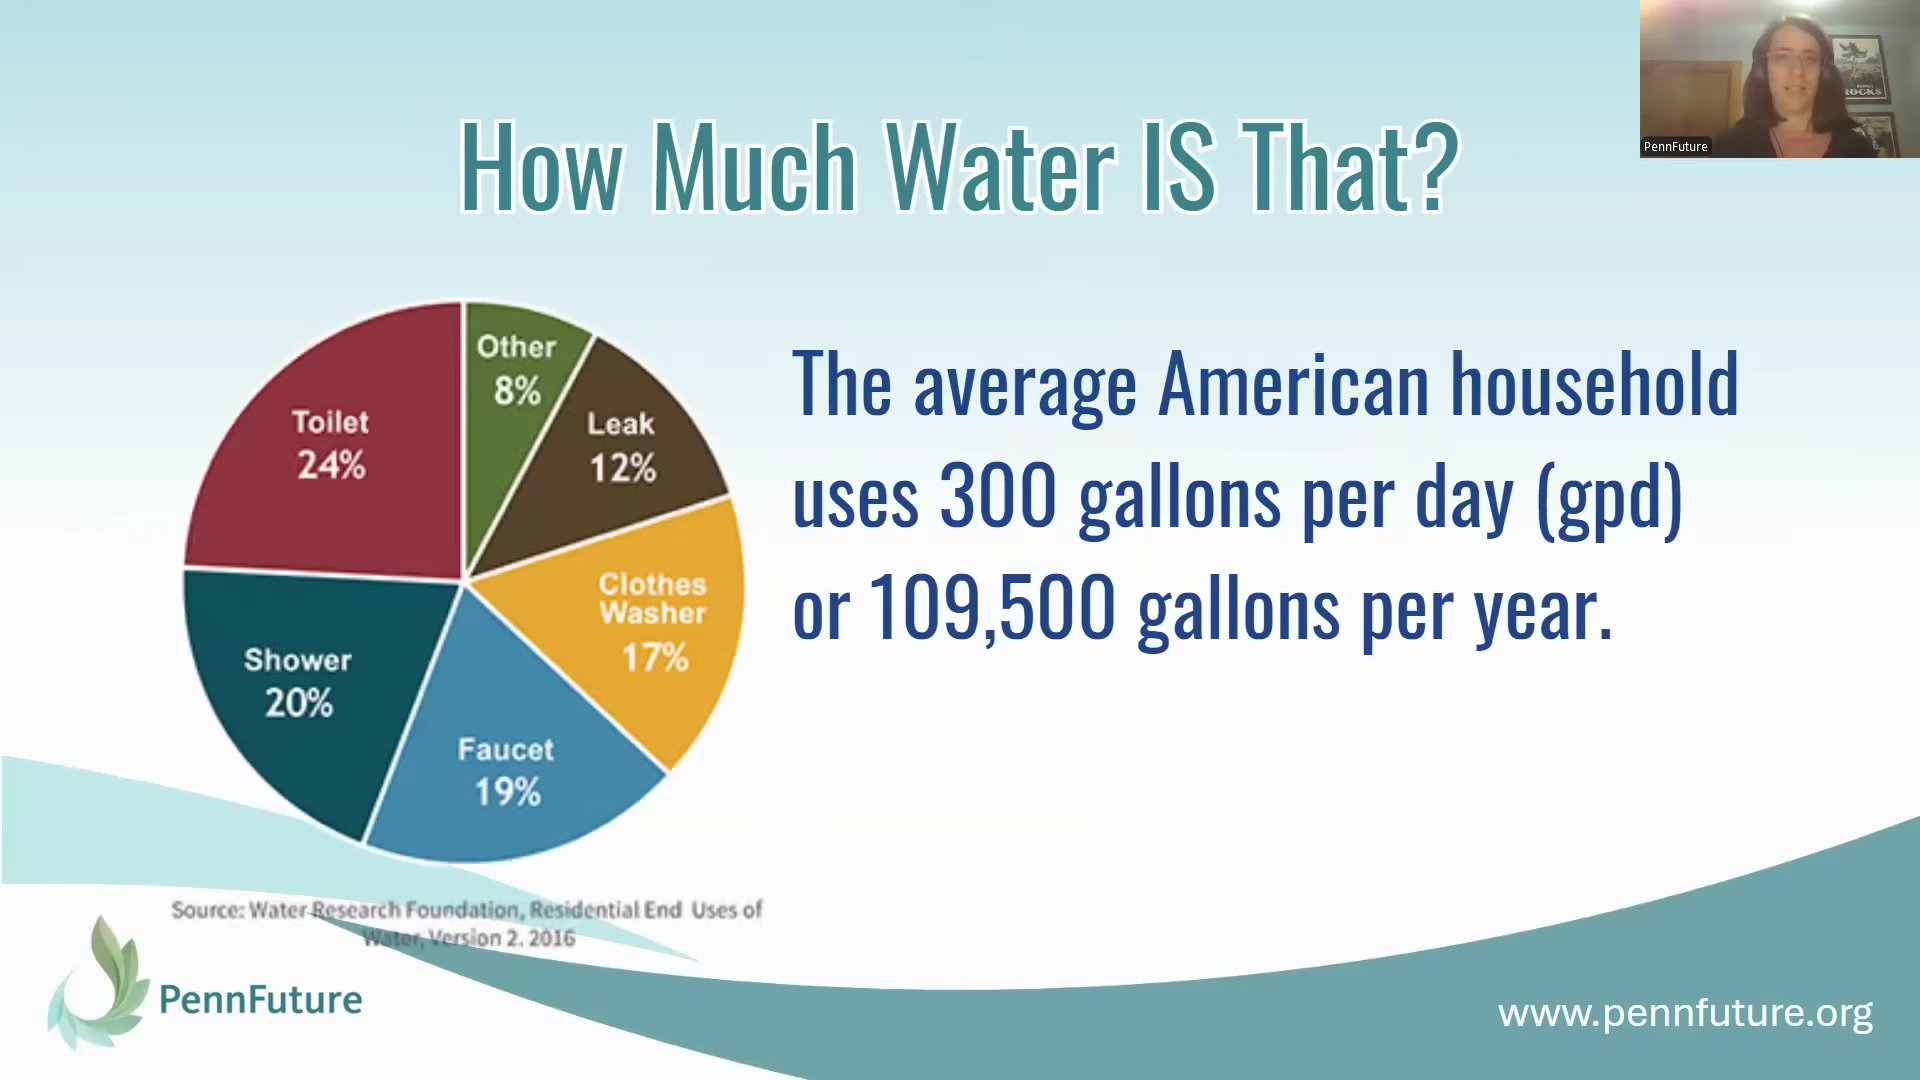 How Much Water IS That?
PennFuture
ROCKS
Other
8%
Leak
12%
Toilet
24%
Clothes
Washer
17%
Shower
20%
Faucet
19%
The average American household
uses 300 gallons per day (gpd)
or 109,500 gallons per year.
Source: Water Research Foundation, Residential End Uses of
Water, Version 2. 2016
PennFuture
www.pennfuture.org